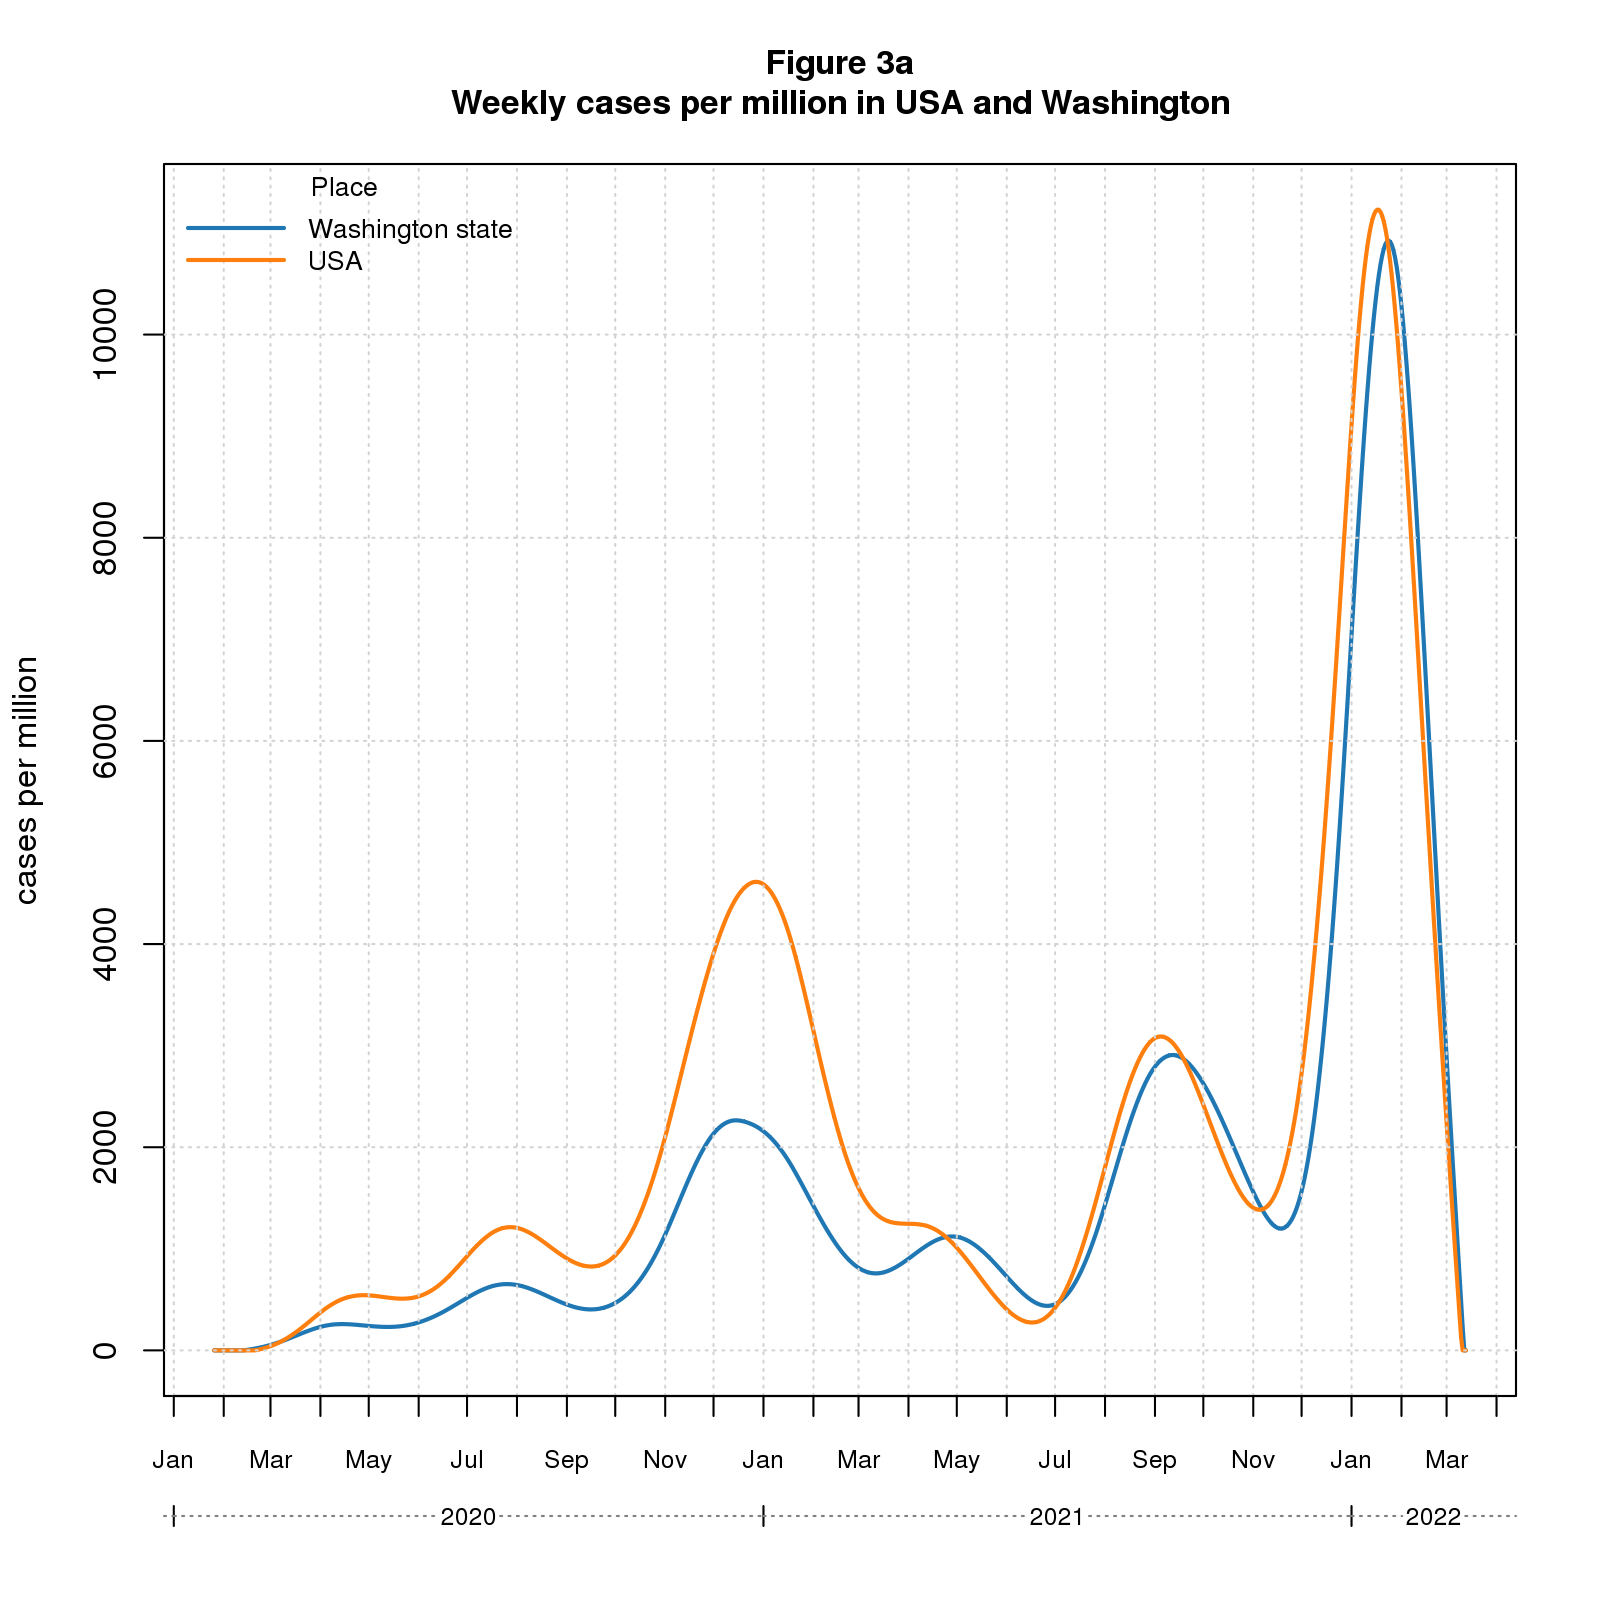 Figure 3a
Weekly cases per million in USA and Washington
Place
Washington state
USA
cases per million
10000
8000
6000
4000
2000
0
Jan Mar May Jul Sep Nov Jan Mar May Jul Sep Nov Jan Mar
2020 2021 2022